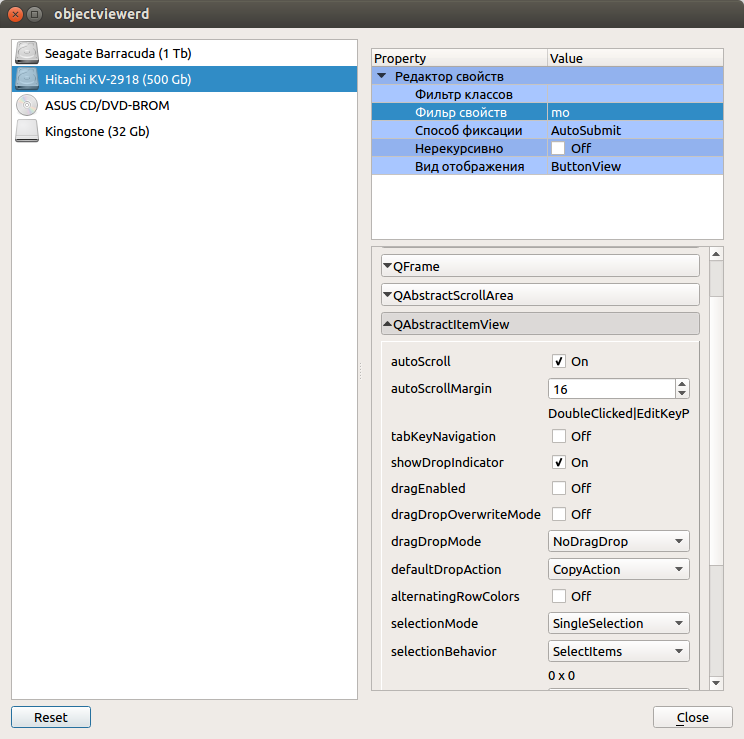 objectviewerd
Seagate Barracuda (1 Tb)
Hitachi KV-2918 (500 Gb)
ASUS CD/DVD-BROM
Kingstone (32 Gb)
Property Value
Редактор свойств
Фильтр классов
Фильр свойств mo
Способ фиксации AutoSubmit
Нерекурсивно Off
Вид отображения ButtonView
QFrame
QAbstractScrollArea
QAbstractItemView
autoScroll On
autoScrollMargin 16
DoubleClicked|EditKeyP
tabKeyNavigation Off
showDropIndicator On
dragEnabled Off
dragDropOverwriteMode Off
dragDropMode NoDragDrop
defaultDropAction CopyAction
alternatingRowColors Off
selectionMode SingleSelection
selectionBehavior SelectItems
0 x 0
Reset Close